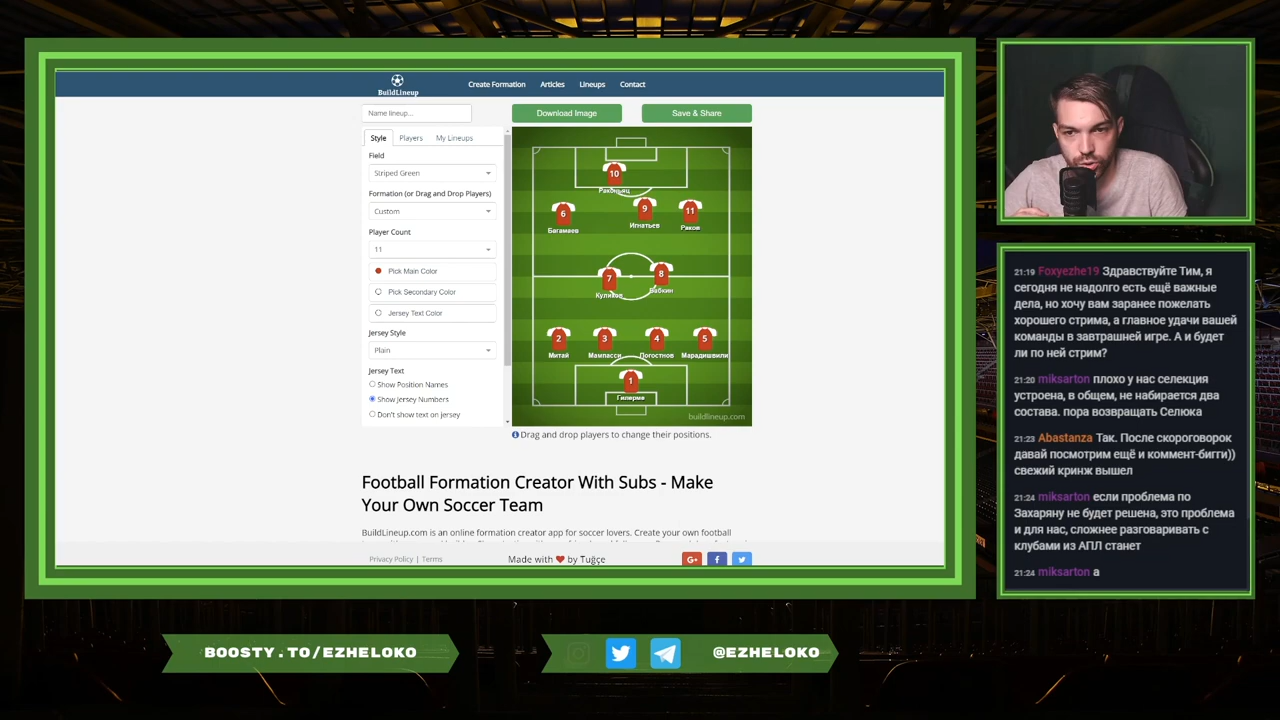 BuildLineup
Create Formation
Articles
Lineups
Contact
Name lineup...
Download Image
Save & Share
Style
Players
My Lineups
Field
Striped Green
Formation (or Drag and Drop Players)
Custom
Player Count
11
Pick Main Color
Pick Secondary Color
Jersey Text Color
Jersey Style
Plain
Jersey Text
Show Position Names
Show Jersey Numbers
Don't show text on jersey
10
Ракоњац
6
Багамаев
9
Игнатьев
11
Раков
7
Куликов
8
Бабкин
2
Митай
3
Мампасси
4
Погостнов
5
Марадишвили
1
Гилерме
buildlineup.com
Drag and drop players to change their positions.
Football Formation Creator With Subs - Make
Your Own Soccer Team
BuildLineup.com is an online formation creator app for soccer lovers. Create your own football
Privacy Policy | Terms
Made with ❤ by Tuğçe
G+
f
21:19 Foxyezhe19 Здравствуйте Тим, я
сегодня не надолго есть ещё важные
дела, но хочу вам заранее пожелать
хорошего стрима, а главное удачи вашей
команды в завтрашней игре. А и будет
ли по ней стрим?
21:20 miksarton плохо у нас селекция
устроена, в общем, не набирается два
состава. пора возвращать Селюка
21:23 Abastanza Так. После скороговорок
давай посмотрим ещё и коммент-бигги))
свежий кринж вышел
21:24 miksarton если проблема по
Захаряну не будет решена, это проблема
и для нас, сложнее разговаривать с
клубами из АПЛ станет
21:24 miksarton а
BOOSTY.TO/EZHELOKO
@EZHELOKO